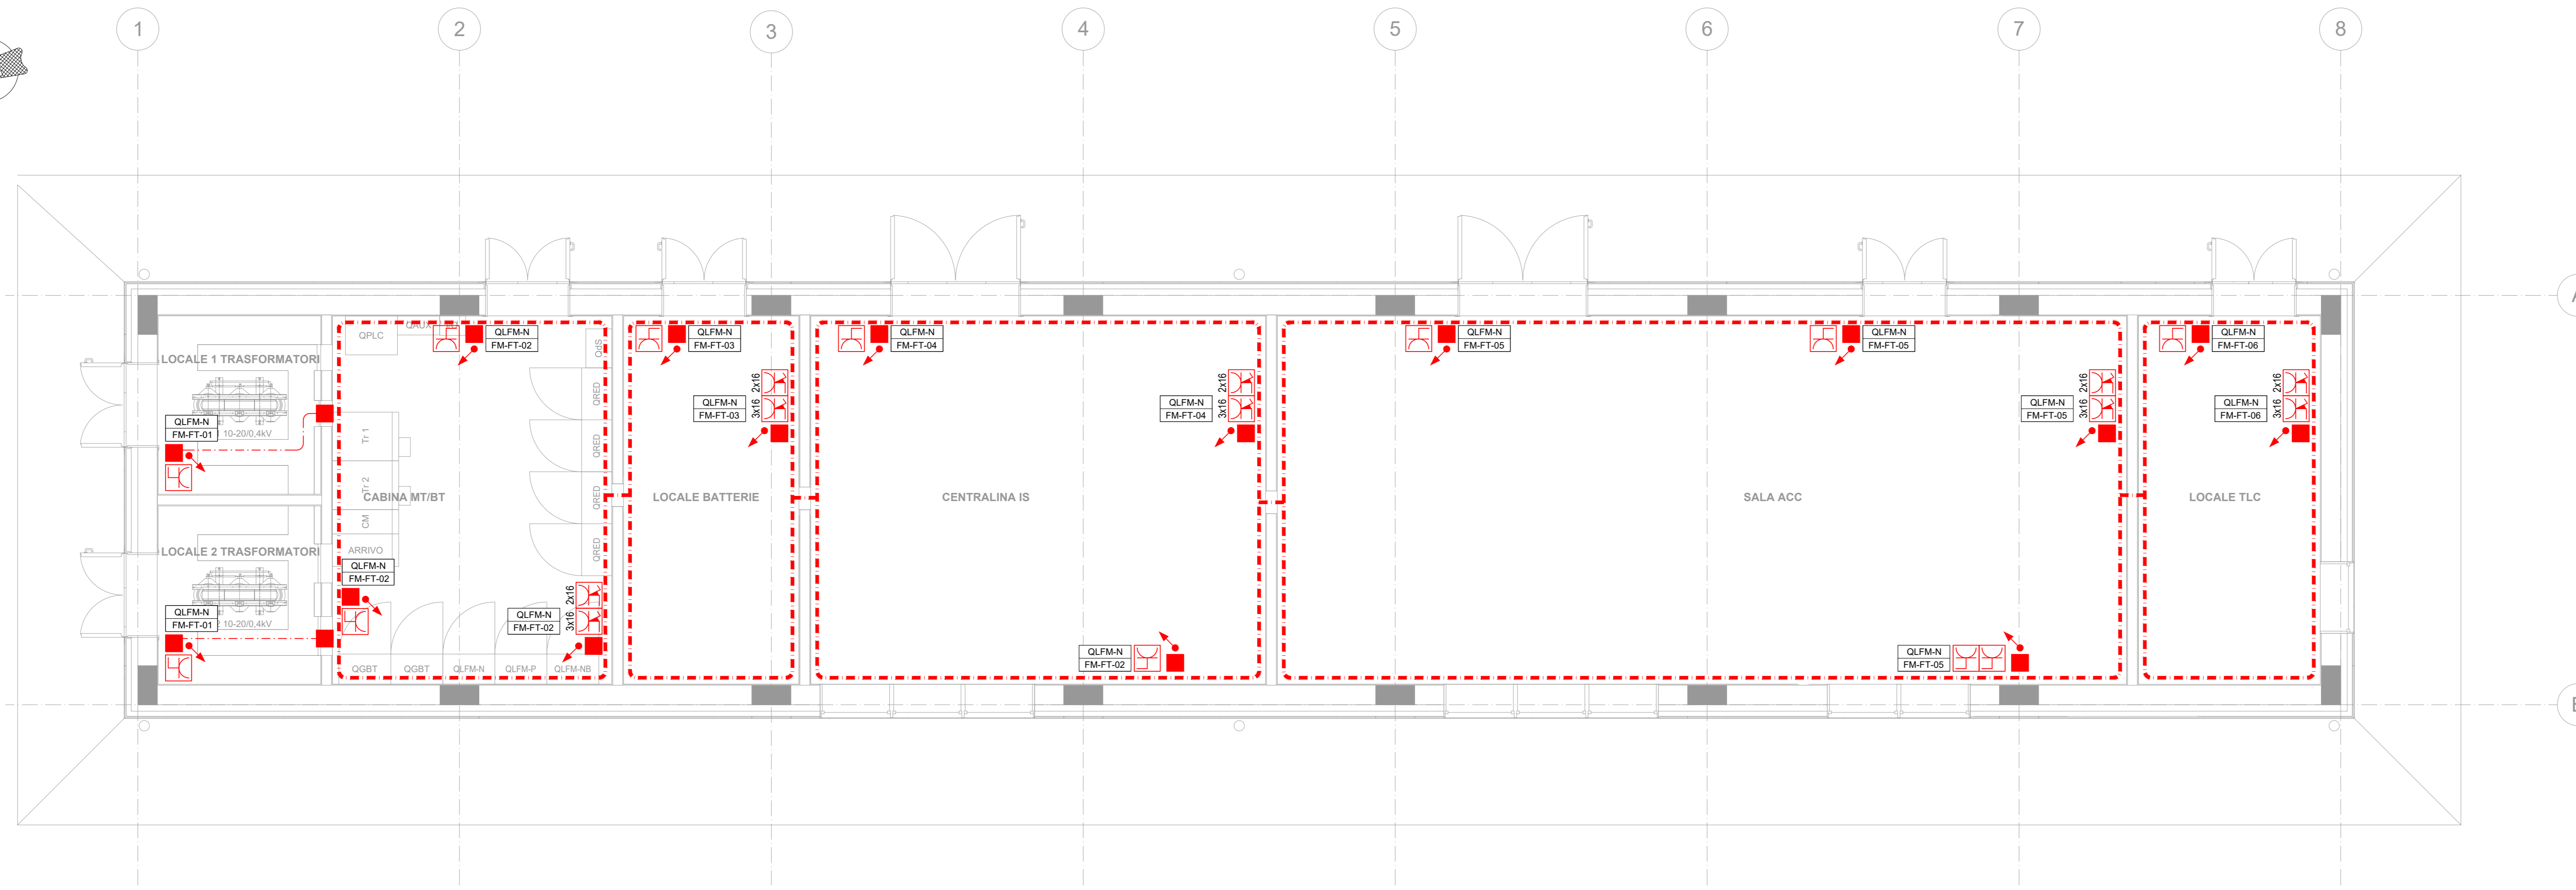 1 2 3 4 5 6 7 8
A
QPLC
QAUX
QLFM-N
FM-FT-02
QLFM-N
FM-FT-03
QLFM-N
FM-FT-04
QLFM-N
FM-FT-05
QLFM-N
FM-FT-05
QLFM-N
FM-FT-06
QdS
LOCALE 1 TRASFORMATORI
QLFM-N
FM-FT-01
10-20/0,4kV
Tr 1
Tr 2
CM
ARRIVO
QRED
QRED
QRED
QRED
2x16
3x16
QLFM-N
FM-FT-03
2x16
3x16
QLFM-N
FM-FT-04
2x16
3x16
QLFM-N
FM-FT-05
2x16
3x16
QLFM-N
FM-FT-06
CABINA MT/BT
LOCALE BATTERIE
CENTRALINA IS
SALA ACC
LOCALE TLC
LOCALE 2 TRASFORMATORI
QLFM-N
FM-FT-02
QLFM-N
FM-FT-01
2 10-20/0,4kV
2x16
3x16
QLFM-N
FM-FT-02
QLFM-N
FM-FT-02
QLFM-N
FM-FT-05
QGBT
QGBT
QLFM-N
QLFM-P
QLFM-NB